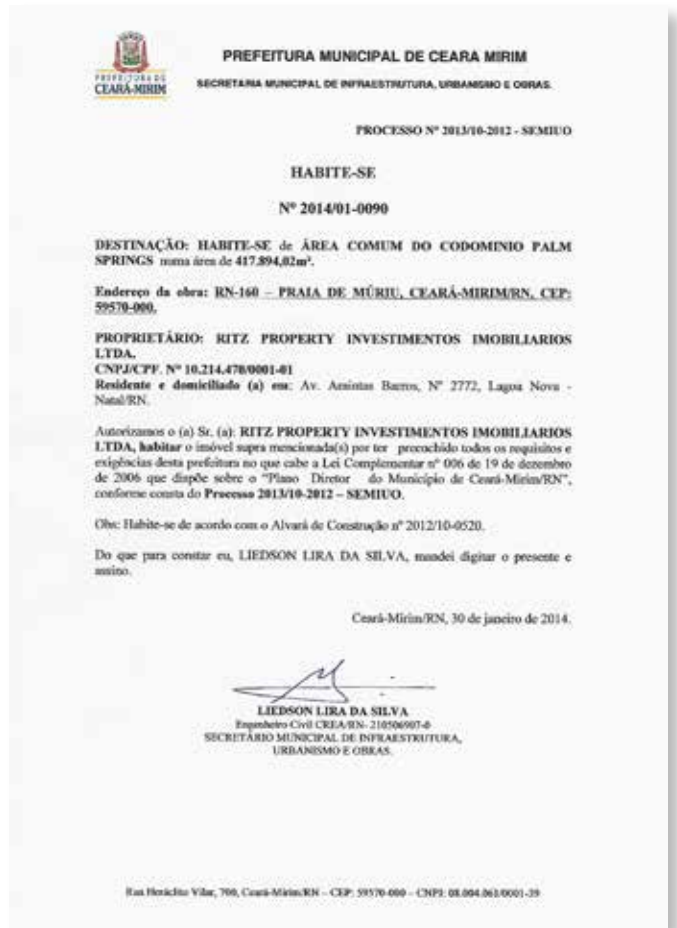 PREFEITURA DE
CEARÁ-MIRIM
PREFEITURA MUNICIPAL DE CEARA MIRIM
SECRETARIA MUNICIPAL DE INFRAESTRUTURA, URBANISMO E OBRAS.
PROCESSO Nº 2013/10-2012 - SEMIUO
HABITE-SE
Nº 2014/01-0090
DESTINAÇÃO: HABITE-SE de ÁREA COMUM DO CODOMINIO PALM
SPRINGS numa área de 417.894,02m².
Endereço da obra: RN-160 – PRAIA DE MÚRIU, CEARÁ-MIRIM/RN, CEP:
59570-000.
PROPRIETÁRIO: RITZ PROPERTY INVESTIMENTOS IMOBILIARIOS
LTDA.
CNPJ/CPF. Nº 10.214.470/0001-01
Residente e domiciliado (a) em: Av. Amintas Barros, Nº 2772, Lagoa Nova -
Natal/RN.
Autorizamos o (a) Sr. (a): RITZ PROPERTY INVESTIMENTOS IMOBILIARIOS
LTDA, habitar o imóvel supra mencionada(s) por ter preenchido todos os requisitos e
exigências desta prefeitura no que cabe a Lei Complementar nº 006 de 19 de dezembro
de 2006 que dispõe sobre o "Plano Diretor do Município de Ceará-Mirim/RN",
conforme consta do Processo 2013/10-2012 – SEMIUO.
Obs: Habite-se de acordo com o Alvará de Construção nº 2012/10-0520.
Do que para constar eu, LIEDSON LIRA DA SILVA, mandei digitar o presente e
assino.
Ceará-Mirim/RN, 30 de janeiro de 2014.
LIEDSON LIRA DA SILVA
Engenheiro Civil CREA/RN- 210506907-0
SECRETÁRIO MUNICIPAL DE INFRAESTRUTURA,
URBANISMO E OBRAS.
Rua Heráclito Vilar, 700, Ceará-Mirim/RN – CEP: 59570-000 – CNPJ: 08.004.061/0001-39